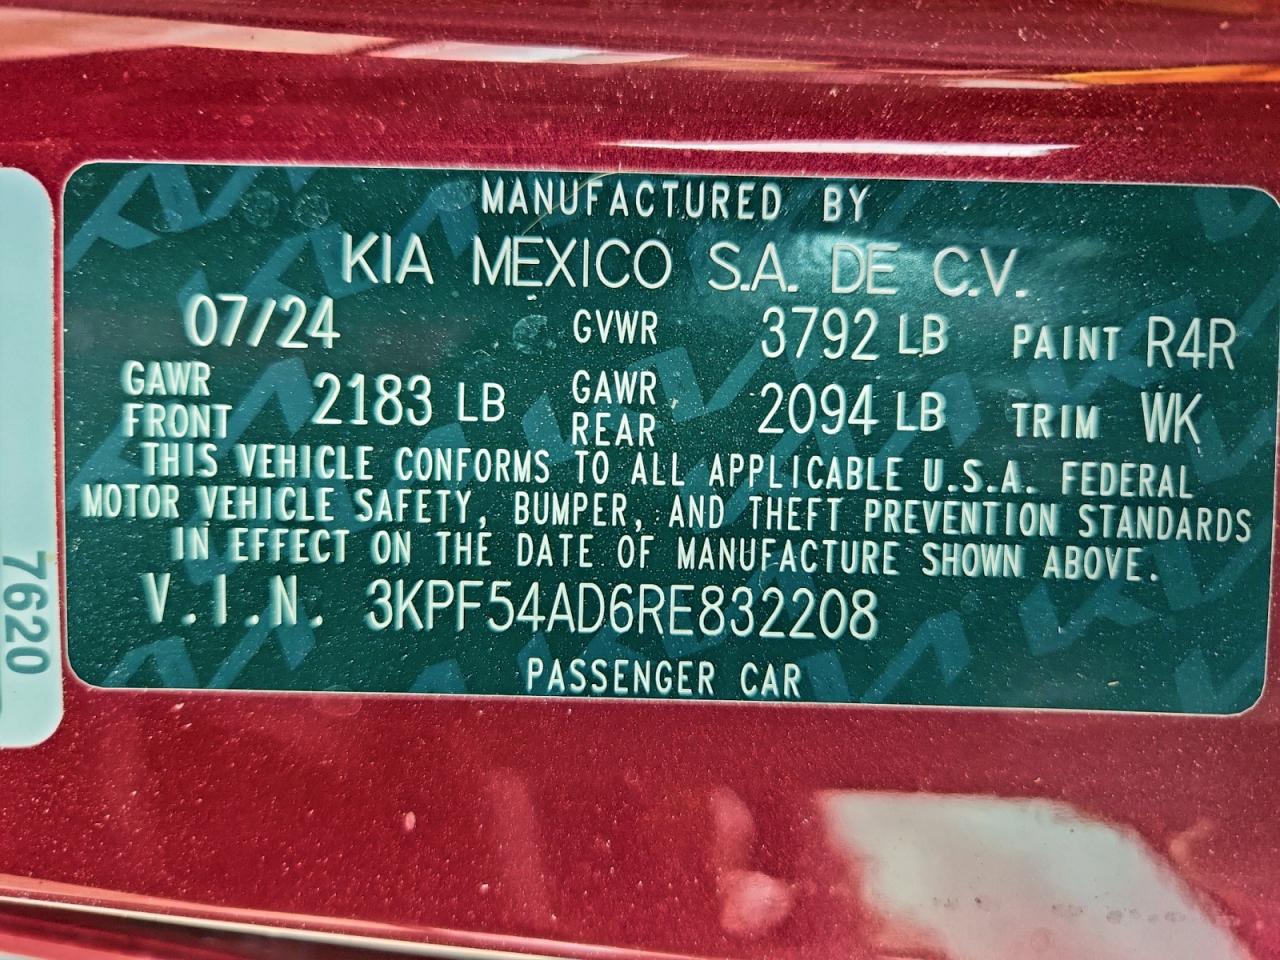 MANUFACTURED BY
KIA MEXICO S.A. DE C.V.
07/24 GVWR 3792 LB PAINT R4R
GAWR FRONT 2183 LB GAWR REAR 2094 LB TRIM WK
THIS VEHICLE CONFORMS TO ALL APPLICABLE U.S.A. FEDERAL
MOTOR VEHICLE SAFETY, BUMPER, AND THEFT PREVENTION STANDARDS
IN EFFECT ON THE DATE OF MANUFACTURE SHOWN ABOVE.
V.I.N. 3KPF54AD6RE832208
PASSENGER CAR
7620